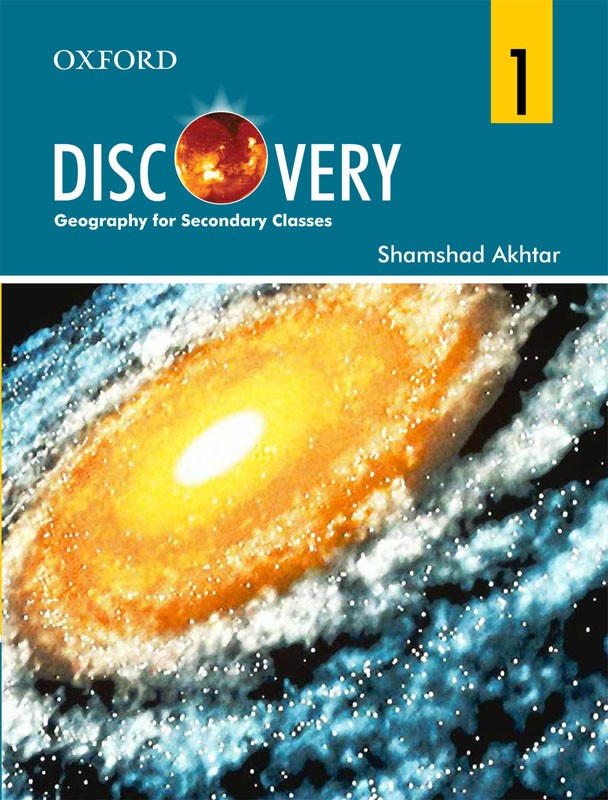 OXFORD
1
DISCOVERY
Geography for Secondary Classes
Shamshad Akhtar